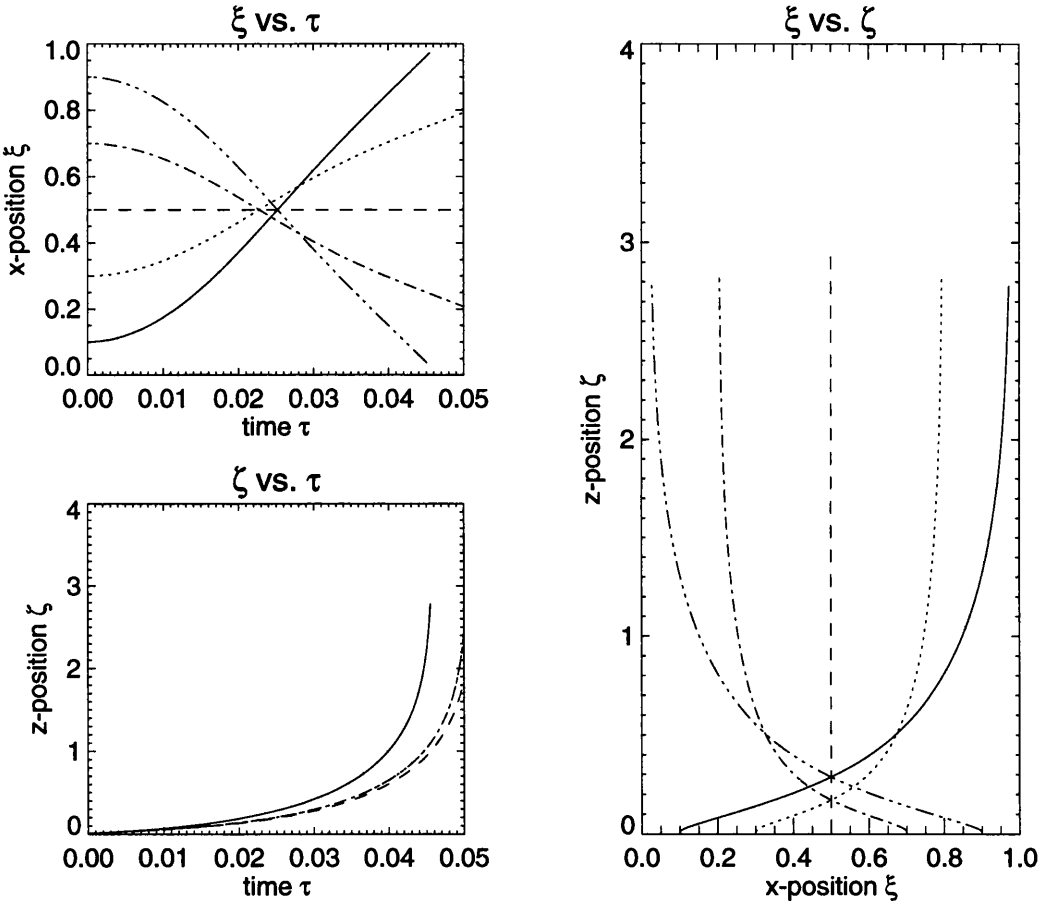 ξ vs. τ
1.0
0.8
0.6
0.4
0.2
0.0
x-position ξ
0.00 0.01 0.02 0.03 0.04 0.05
time τ
ζ vs. τ
4
3
2
1
0
z-position ζ
0.00 0.01 0.02 0.03 0.04 0.05
time τ
ξ vs. ζ
4
3
2
1
0
z-position ζ
0.0 0.2 0.4 0.6 0.8 1.0
x-position ξ